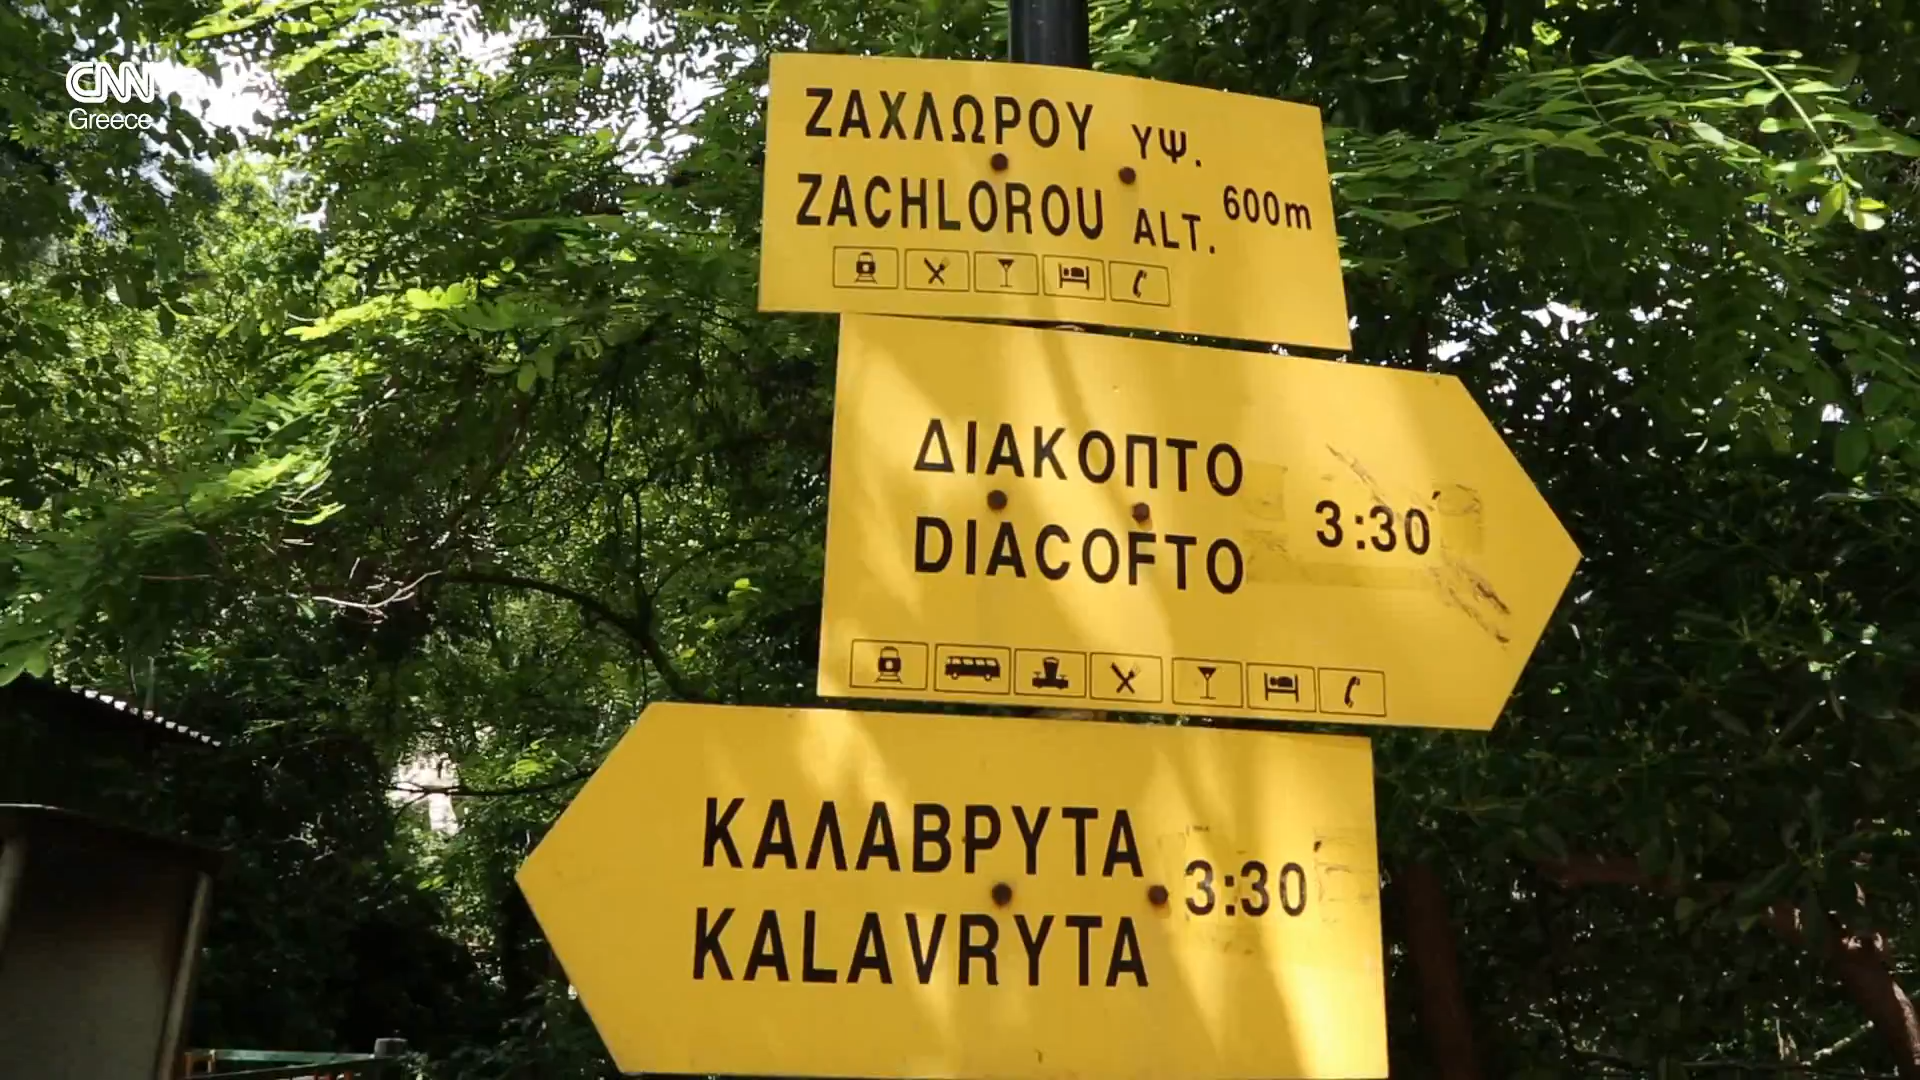 CNN
Greece
ΖΑΧΛΩΡΟΥ ΥΨ.
ZACHLOROU ALT. 600m
ΔΙΑΚΟΠΤΟ
DIACOFTO 3:30
ΚΑΛΑΒΡΥΤΑ 3:30
KALAVRYTA